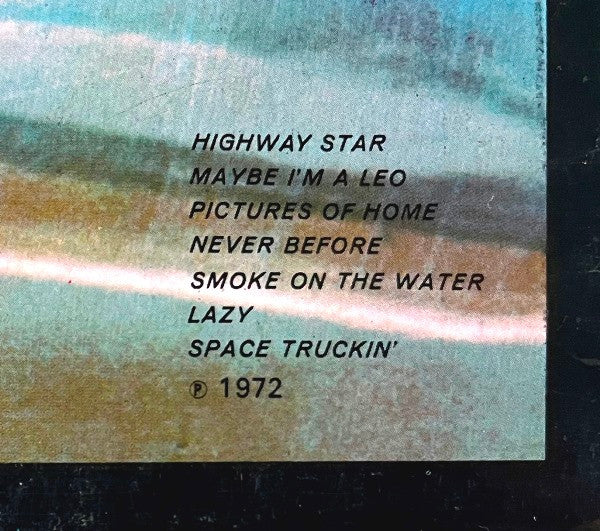 HIGHWAY STAR
MAYBE I'M A LEO
PICTURES OF HOME
NEVER BEFORE
SMOKE ON THE WATER
LAZY
SPACE TRUCKIN'
℗ 1972